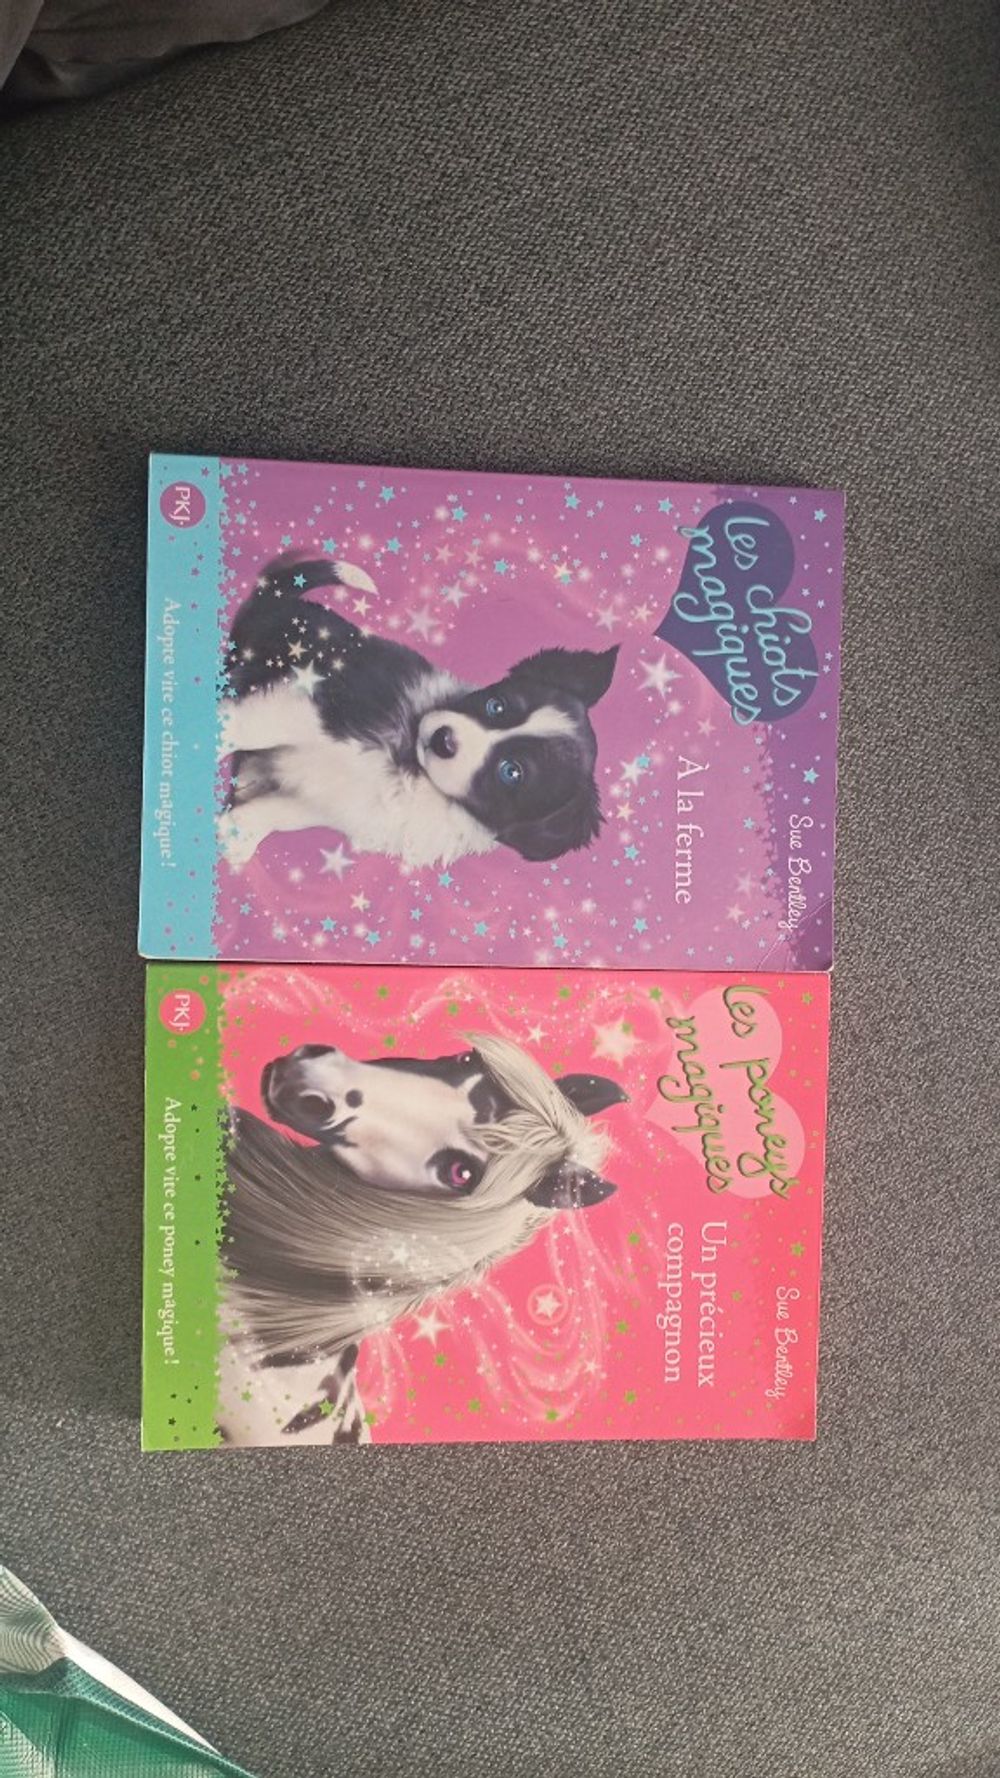 Sue Bentley
les chiots
magiques
À la ferme
Adopte vite ce chiot magique !
PKJ.
Sue Bentley
les poneys
magiques
Un précieux
compagnon
Adopte vite ce poney magique !
PKJ.